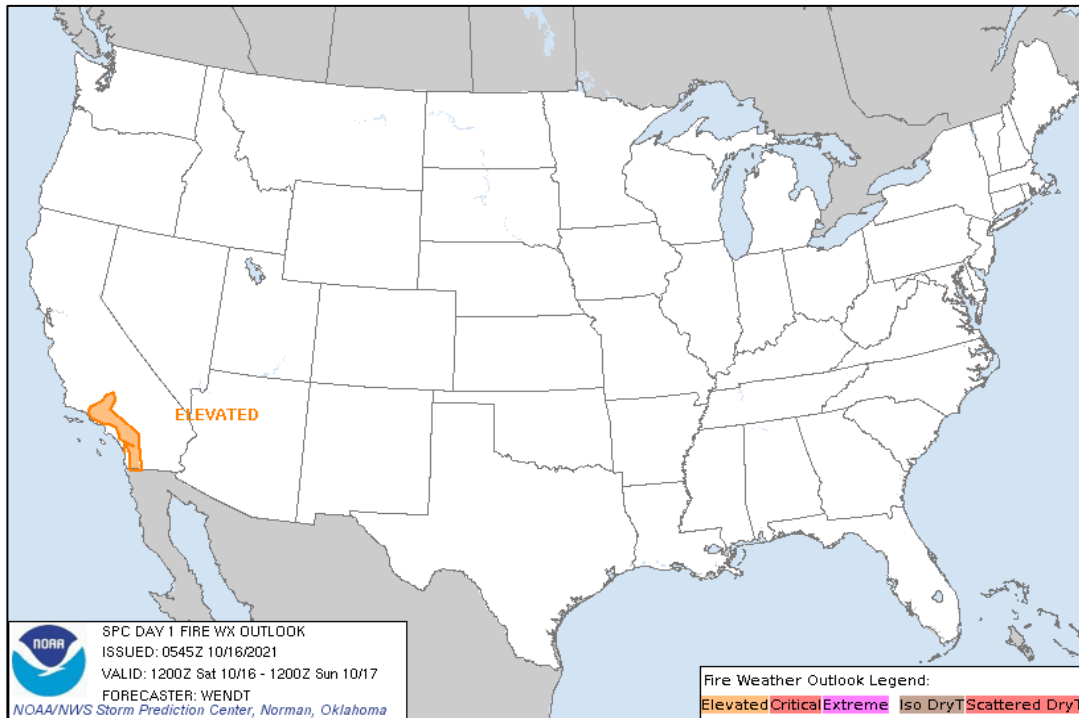 ELEVATED
NOAA
SPC DAY 1 FIRE WX OUTLOOK
ISSUED: 0545Z 10/16/2021
VALID: 1200Z Sat 10/16 - 1200Z Sun 10/17
FORECASTER: WENDT
NOAA/NWS Storm Prediction Center, Norman, Oklahoma
Fire Weather Outlook Legend:
Elevated Critical Extreme Iso DryT Scattered DryT